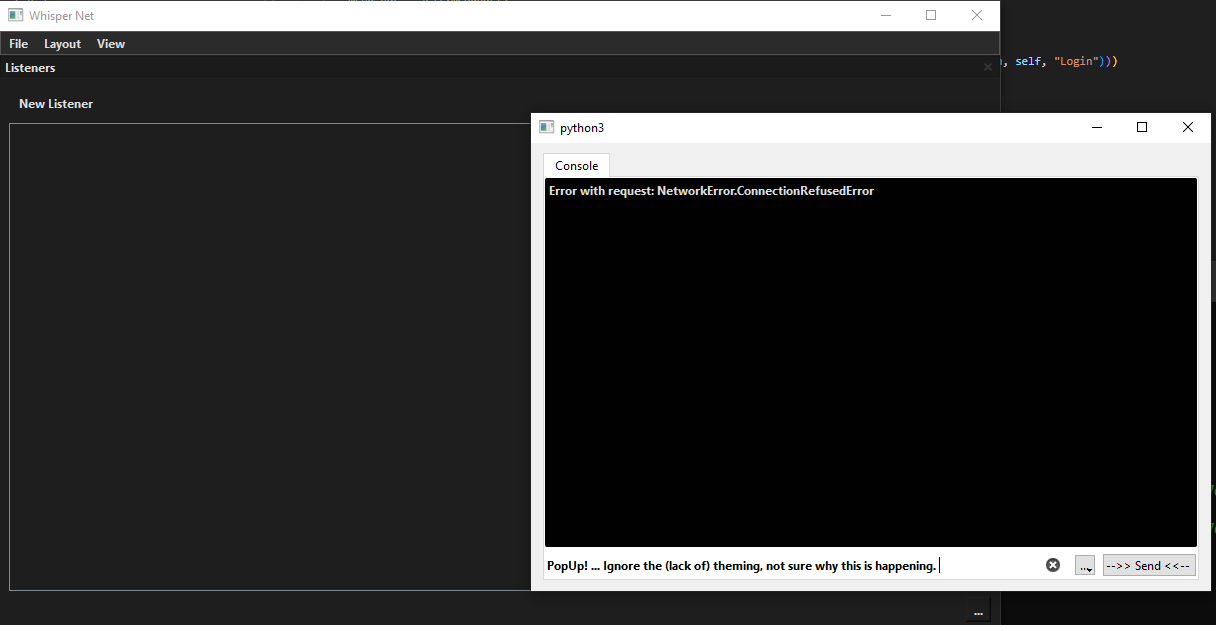 Whisper Net
File Layout View
Listeners
, self, "Login")))
New Listener
python3
Console
Error with request: NetworkError.ConnectionRefusedError
PopUp! ... Ignore the (lack of) theming, not sure why this is happening.
...
-->> Send <<--
...